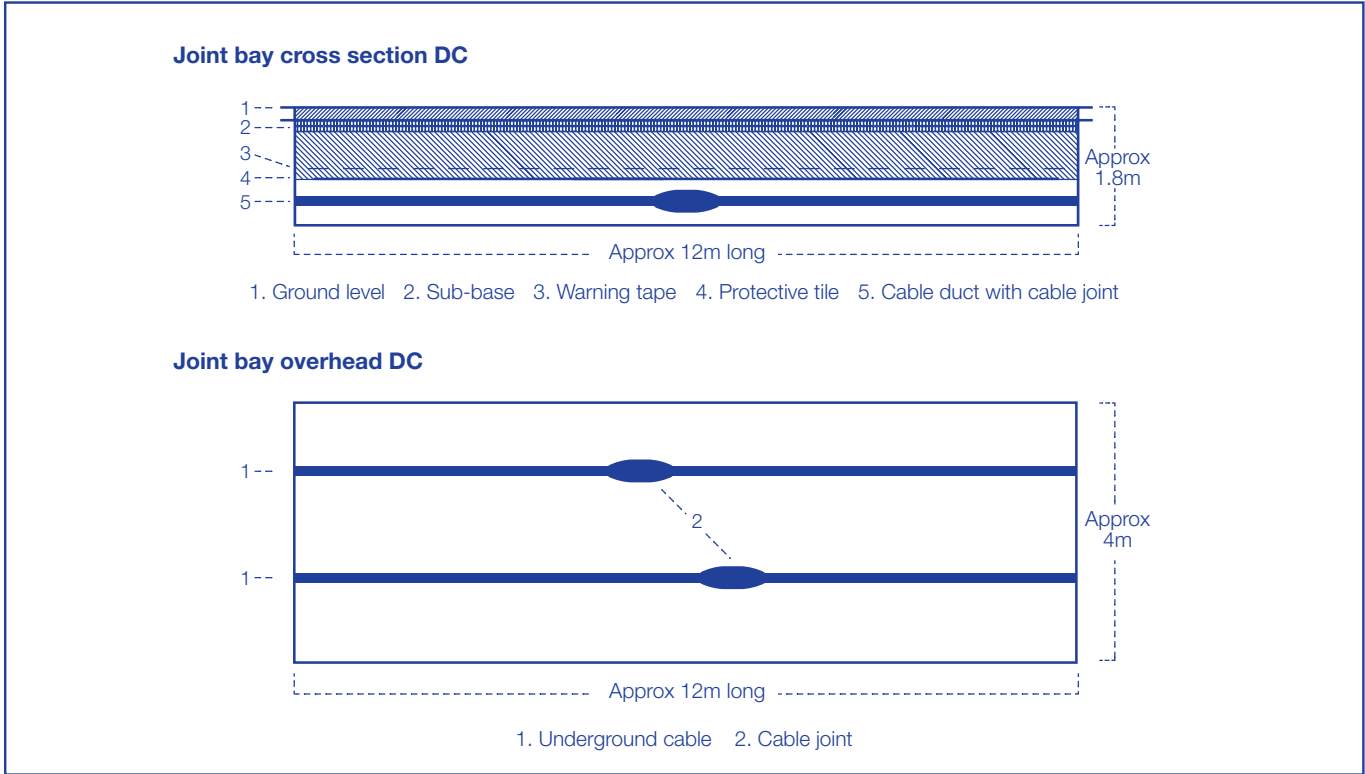 Joint bay cross section DC
1
2
3
4
5
Approx
1.8m
Approx 12m long
1. Ground level 2. Sub-base 3. Warning tape 4. Protective tile 5. Cable duct with cable joint
Joint bay overhead DC
1
2
1
Approx
4m
Approx 12m long
1. Underground cable 2. Cable joint